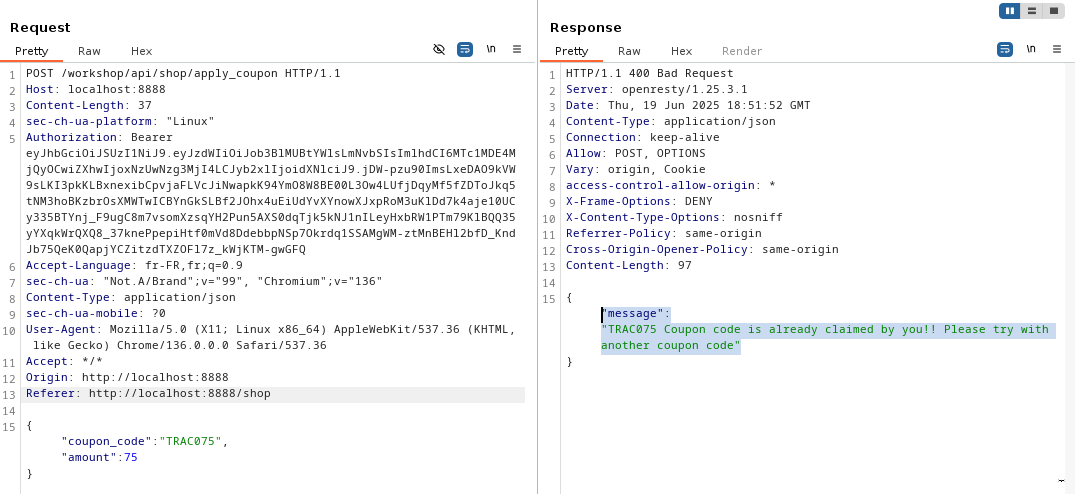 Request
Pretty Raw Hex \n
1 POST /workshop/api/shop/apply_coupon HTTP/1.1
2 Host: localhost:8888
3 Content-Length: 37
4 sec-ch-ua-platform: "Linux"
5 Authorization: Bearer
eyJhbGciOiJSUzI1NiJ9.eyJzdWIiOiJob3BlMUBtYWlsLmNvbSIsImlhdCI6MTc1MDE4M
jQyOCwiZXhwIjoxNzUwNzg3MjI4LCJyb2xlIjoidXNlciJ9.jDW-pzu90ImsLxeDAO9kVW
9sLKI3pkKLBxnexibCpvjaFLVcJiNwapkK94YmO8W8BE00L3Ow4LUfjDqyMf5fZDToJkq5
tNM3hoBKzbrOsXMWTwICBYnGkSLBf2JOhx4uEiUdYvXYnowXJxpRoM3uKlDd7k4aje10UC
y335BTYnj_F9ugC8m7vsomXzsqYH2Pun5AXS0dqTjk5kNJ1nILeyHxbRW1PTm79KlBQQ35
yYXqkWrQXQ8_37knePpepiHtf0mVd8DdebbpNSp7Okrdq1SSAMgWM-ztMnBEHl2bfD_Knd
Jb75QeK0QapjYCZitzdTXZOFl7z_kWjKTM-gwGFQ
6 Accept-Language: fr-FR,fr;q=0.9
7 sec-ch-ua: "Not.A/Brand";v="99", "Chromium";v="136"
8 Content-Type: application/json
9 sec-ch-ua-mobile: ?0
10 User-Agent: Mozilla/5.0 (X11; Linux x86_64) AppleWebKit/537.36 (KHTML,
like Gecko) Chrome/136.0.0.0 Safari/537.36
11 Accept: */*
12 Origin: http://localhost:8888
13 Referer: http://localhost:8888/shop
14
15 {
"coupon_code":"TRAC075",
"amount":75
}
Response
Pretty Raw Hex Render \n
1 HTTP/1.1 400 Bad Request
2 Server: openresty/1.25.3.1
3 Date: Thu, 19 Jun 2025 18:51:52 GMT
4 Content-Type: application/json
5 Connection: keep-alive
6 Allow: POST, OPTIONS
7 Vary: origin, Cookie
8 access-control-allow-origin: *
9 X-Frame-Options: DENY
10 X-Content-Type-Options: nosniff
11 Referrer-Policy: same-origin
12 Cross-Origin-Opener-Policy: same-origin
13 Content-Length: 97
14
15 {
"message":
"TRAC075 Coupon code is already claimed by you!! Please try with
another coupon code"
}